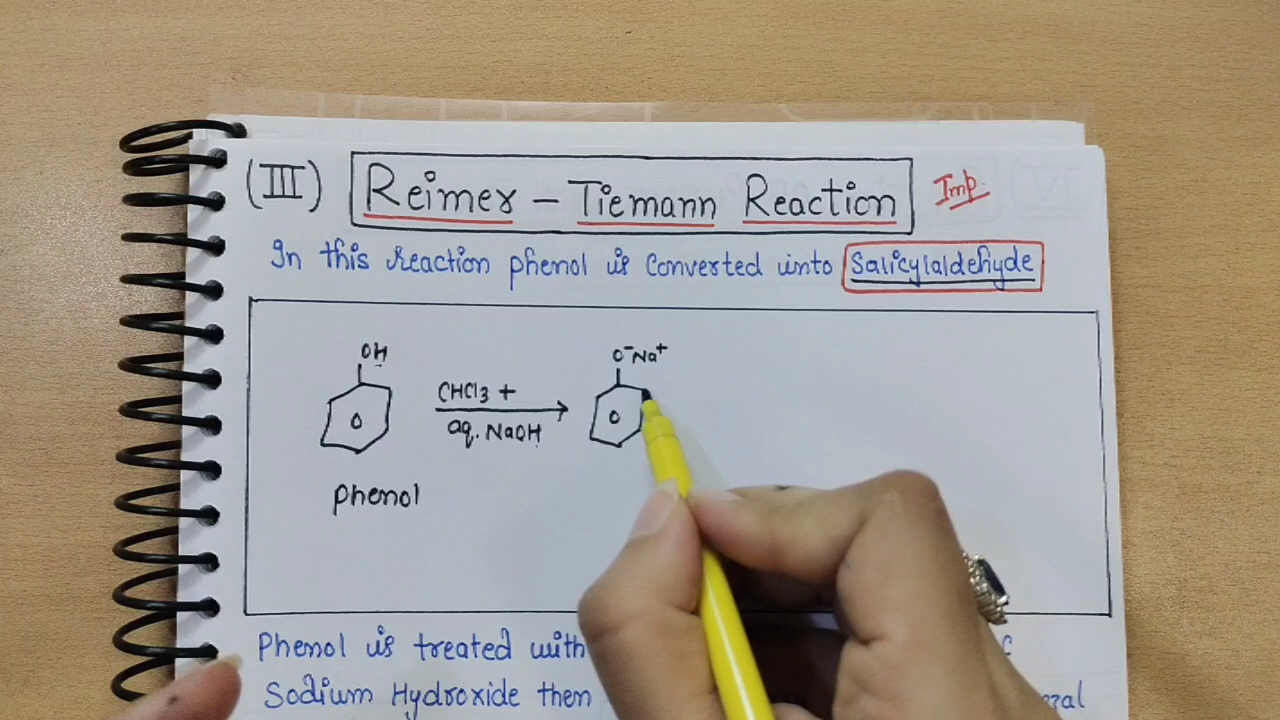 (III) Reimer - Tiemann Reaction Imp.
In this reaction phenol is converted into Salicylaldehyde
OH
CHCl3 +
aq. NaOH
O⁻Na⁺
phenol
Phenol is treated with
Sodium Hydroxide then